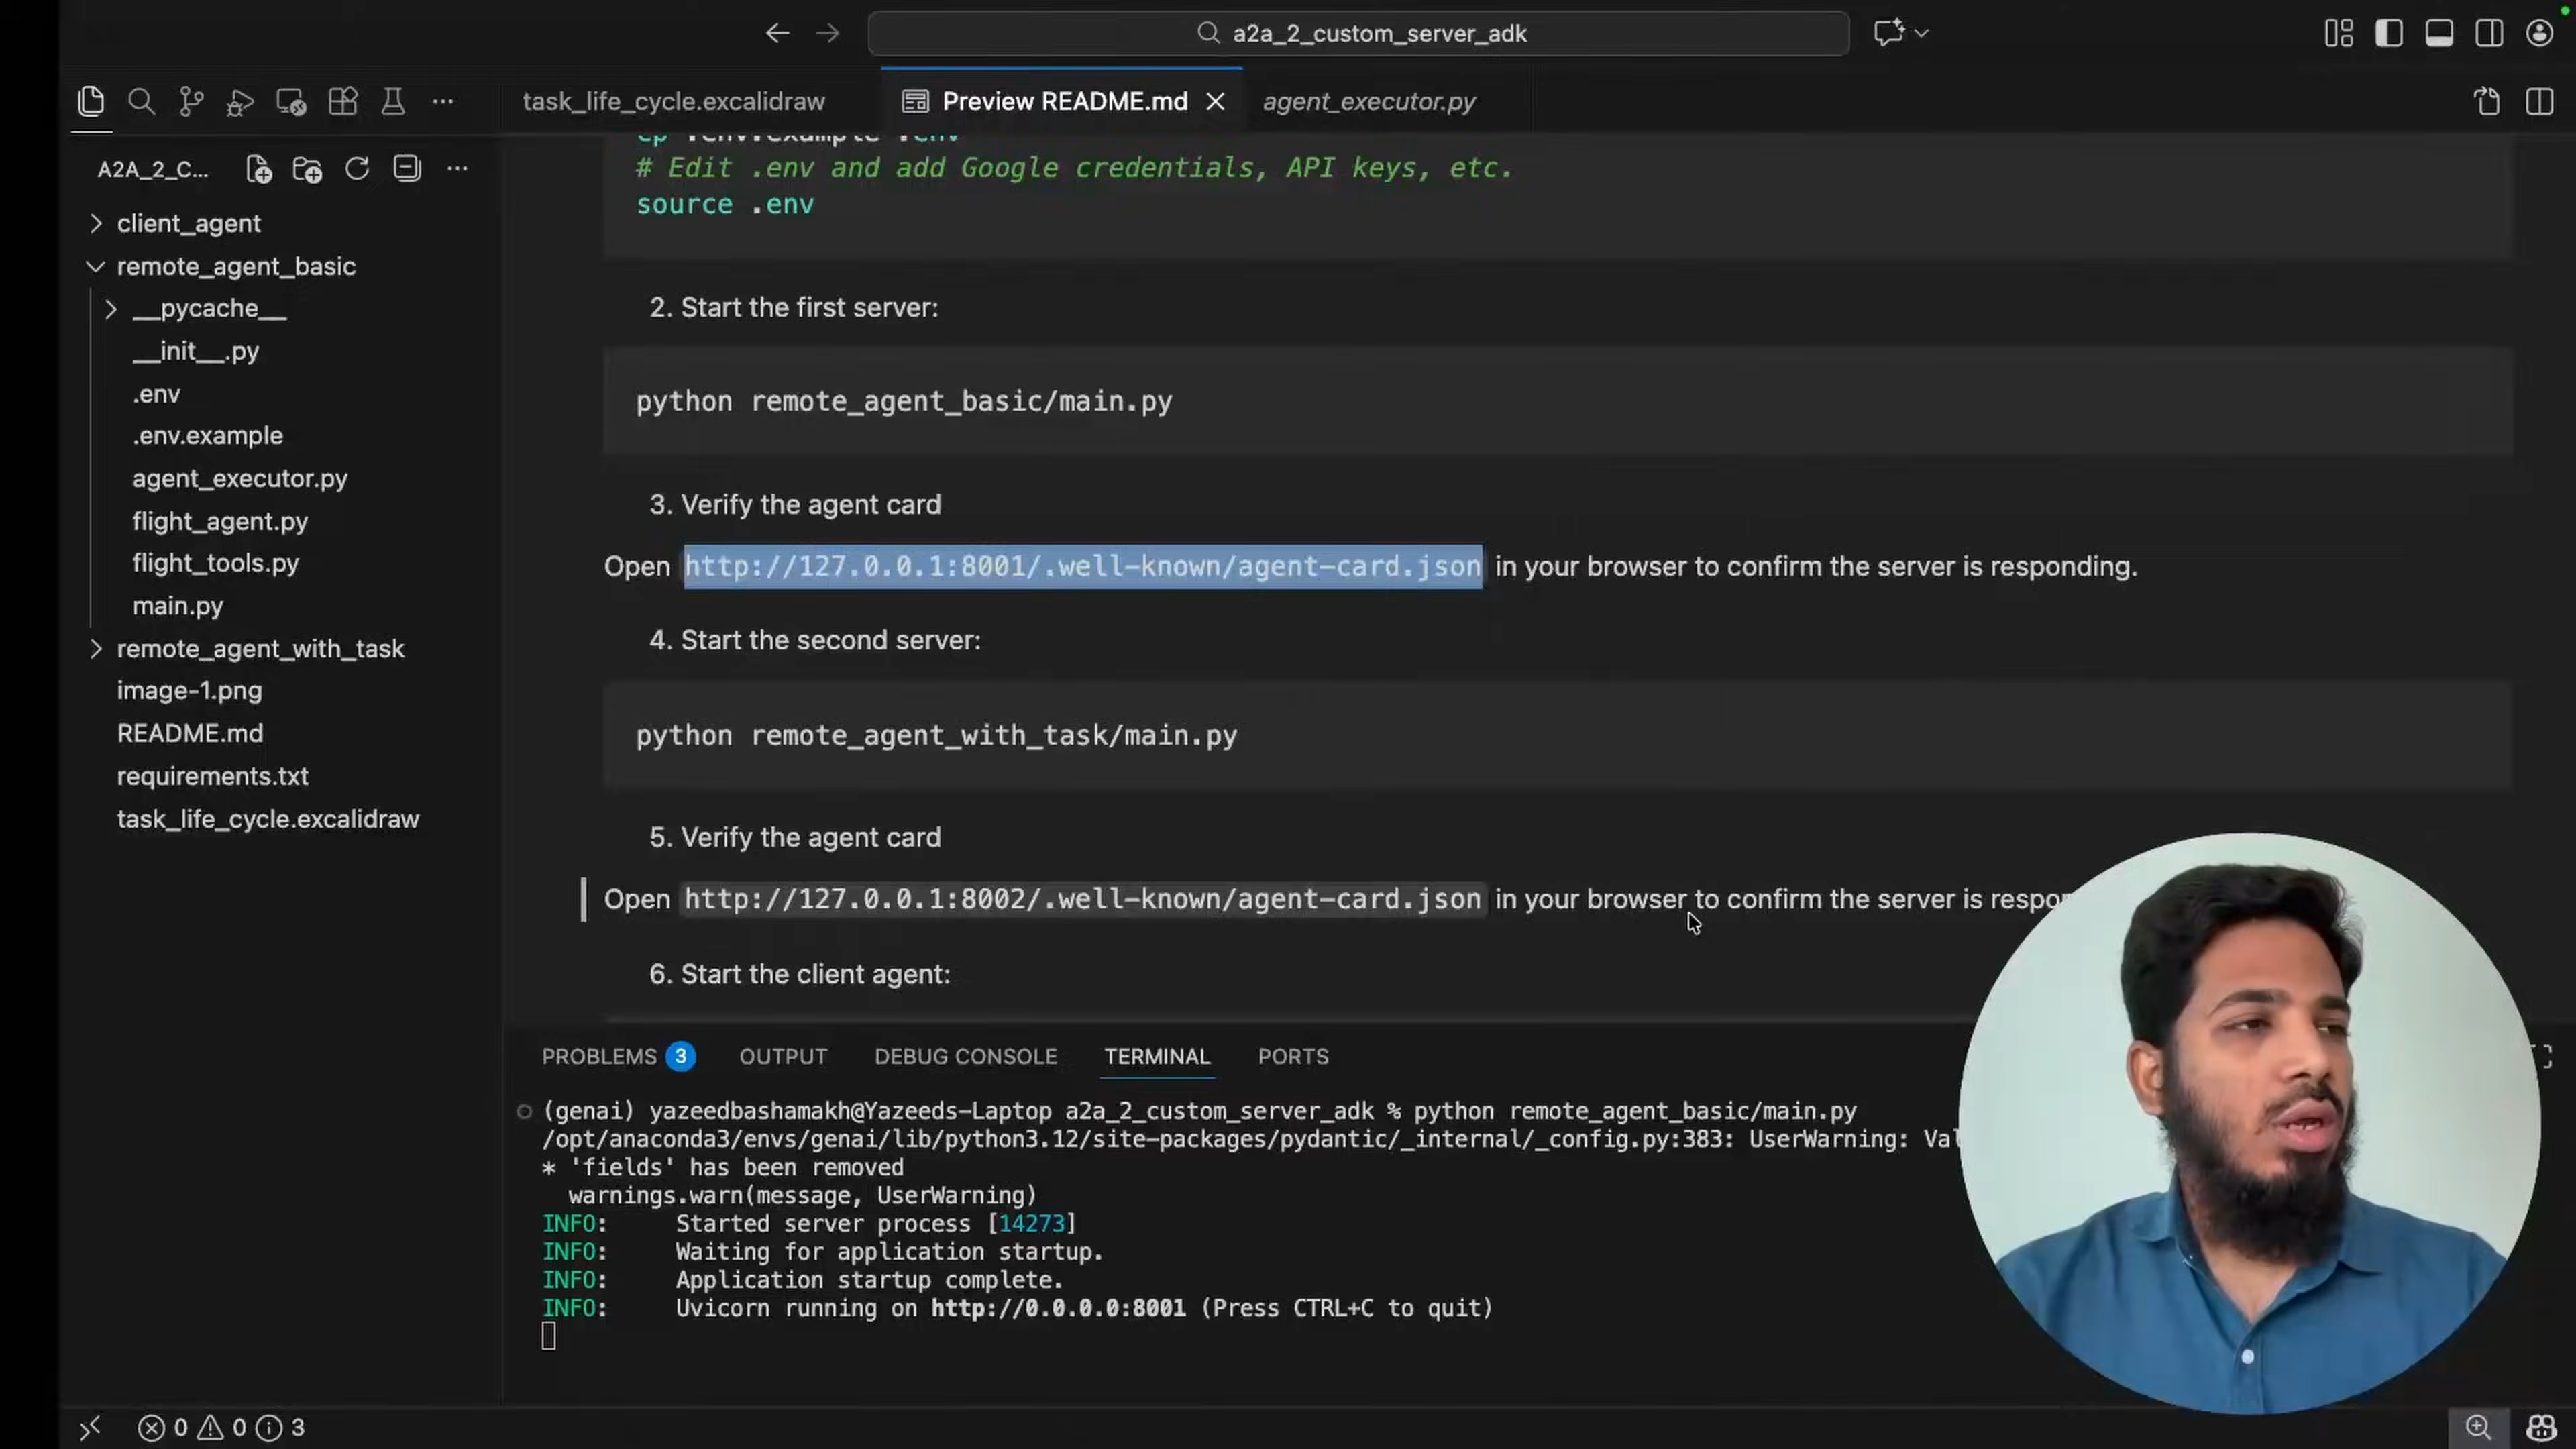 a2a_2_custom_server_adk
task_life_cycle.excalidraw
Preview README.md
agent_executor.py
A2A_2_C...
client_agent
remote_agent_basic
__pycache__
__init__.py
.env
.env.example
agent_executor.py
flight_agent.py
flight_tools.py
main.py
remote_agent_with_task
image-1.png
README.md
requirements.txt
task_life_cycle.excalidraw
cp .env.example .env
# Edit .env and add Google credentials, API keys, etc.
source .env
2. Start the first server:
python remote_agent_basic/main.py
3. Verify the agent card
Open http://127.0.0.1:8001/.well-known/agent-card.json in your browser to confirm the server is responding.
4. Start the second server:
python remote_agent_with_task/main.py
5. Verify the agent card
Open http://127.0.0.1:8002/.well-known/agent-card.json in your browser to confirm the server is respon
6. Start the client agent:
PROBLEMS 3 OUTPUT DEBUG CONSOLE TERMINAL PORTS
(genai) yazeedbashamakh@Yazeeds-Laptop a2a_2_custom_server_adk % python remote_agent_basic/main.py
/opt/anaconda3/envs/genai/lib/python3.12/site-packages/pydantic/_internal/_config.py:383: UserWarning: Val
* 'fields' has been removed
warnings.warn(message, UserWarning)
INFO: Started server process [14273]
INFO: Waiting for application startup.
INFO: Application startup complete.
INFO: Uvicorn running on http://0.0.0.0:8001 (Press CTRL+C to quit)
0 0 3